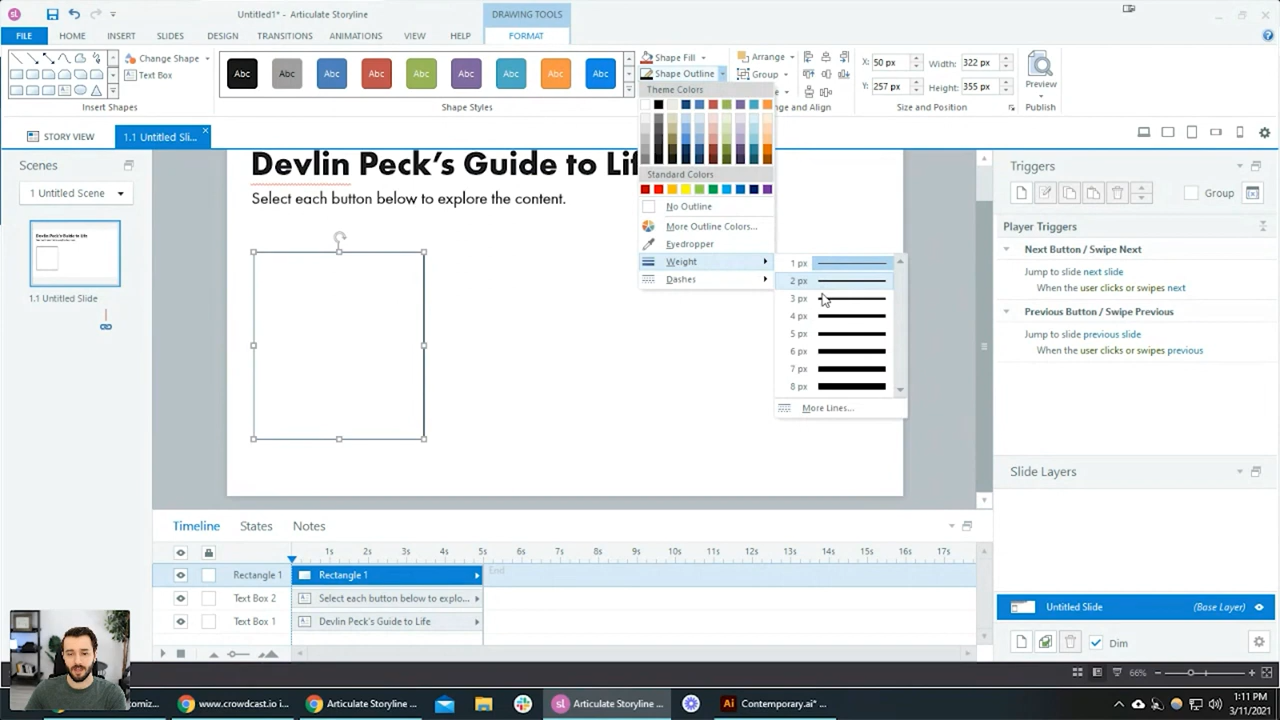 Untitled1* - Articulate Storyline
DRAWING TOOLS
FILE HOME INSERT SLIDES DESIGN TRANSITIONS ANIMATIONS VIEW HELP FORMAT
Change Shape
Text Box
Insert Shapes
Abc Abc Abc Abc Abc Abc Abc Abc Abc
Shape Styles
Shape Fill
Shape Outline
Arrange
Group
X: 50 px Width: 322 px
Y: 257 px Height: 355 px
Size and Position
Preview
Publish
Theme Colors
Standard Colors
No Outline
More Outline Colors...
Eyedropper
Weight
Dashes
1 px
2 px
3 px
4 px
5 px
6 px
7 px
8 px
More Lines...
STORY VIEW
1.1 Untitled Sli...
Scenes
1 Untitled Scene
1.1 Untitled Slide
Devlin Peck's Guide to
Select each button below to explore the content.
Triggers
Group
Player Triggers
Next Button / Swipe Next
Jump to slide next slide
When the user clicks or swipes next
Previous Button / Swipe Previous
Jump to slide previous slide
When the user clicks or swipes previous
Slide Layers
Untitled Slide (Base Layer)
Dim
Timeline States Notes
1s 2s 3s 4s 5s 6s 7s 8s 9s 10s 11s 12s 13s 14s 15s 16s 17s
Rectangle 1 Rectangle 1 End
Text Box 2 Select each button below to explo...
Text Box 1 Devlin Peck's Guide to Life
66%
www.crowdcast.io i...
Articulate Storyline ...
Articulate Storyline ...
Contemporary.ai* ...
1:11 PM
3/11/2021